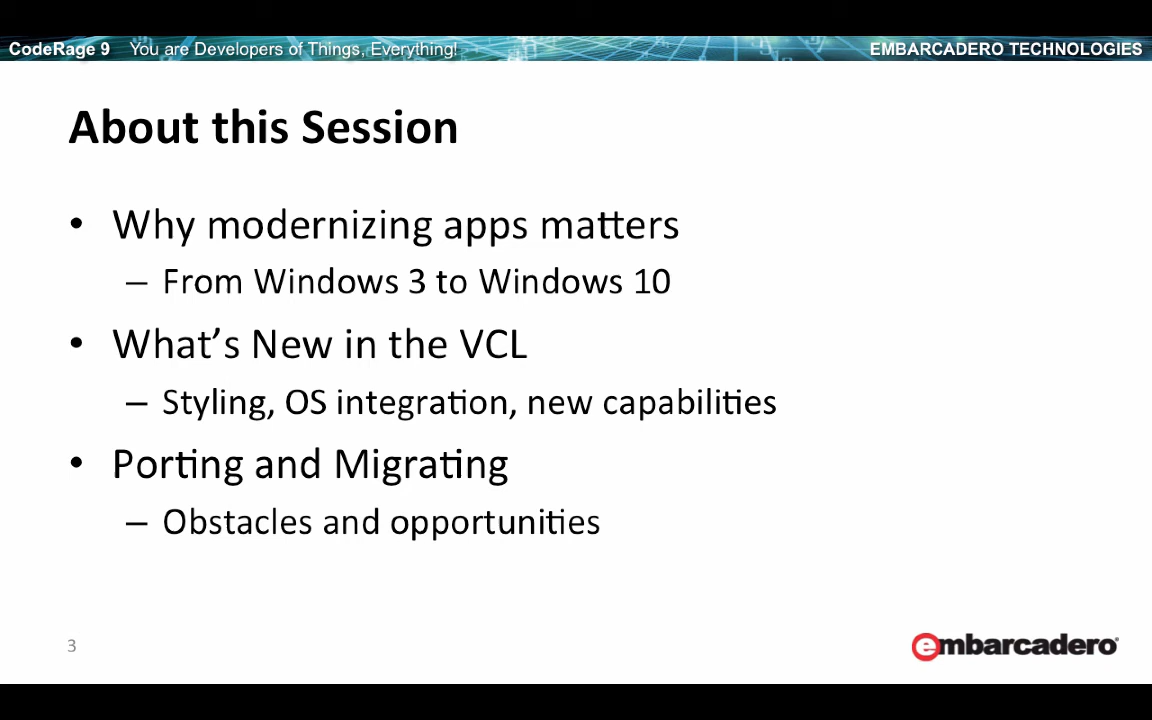 CodeRage 9 You are Developers of Things, Everything! EMBARCADERO TECHNOLOGIES
About this Session
• Why modernizing apps matters
– From Windows 3 to Windows 10
• What's New in the VCL
– Styling, OS integration, new capabilities
• Porting and Migrating
– Obstacles and opportunities
3
embarcadero®